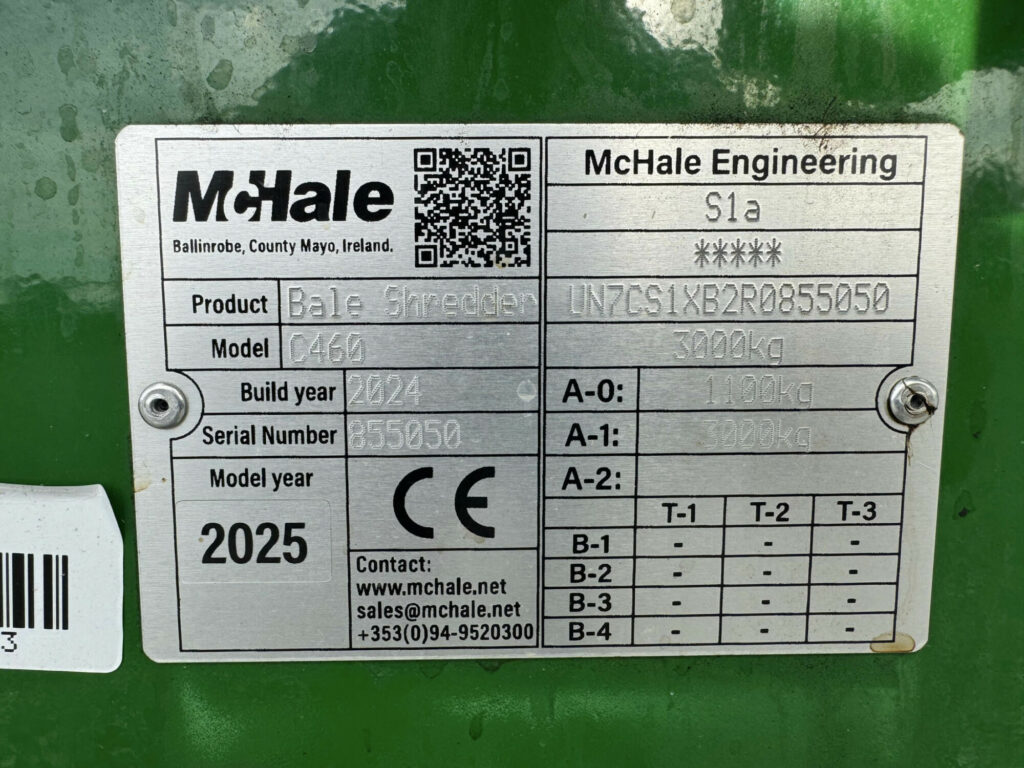 McHale
Ballinrobe, County Mayo, Ireland.
Product Bale Shredder
Model C460
Build year 2024
Serial Number 855050
Model year
2025
CE
Contact:
www.mchale.net
sales@mchale.net
+353(0)94-9520300
McHale Engineering
S1a
*****
UN7CS1XB2R0855050
3000kg
A-0: 1100kg
A-1: 3000kg
A-2:
T-1 T-2 T-3
B-1 - - -
B-2 - - -
B-3 - - -
B-4 - - -
3